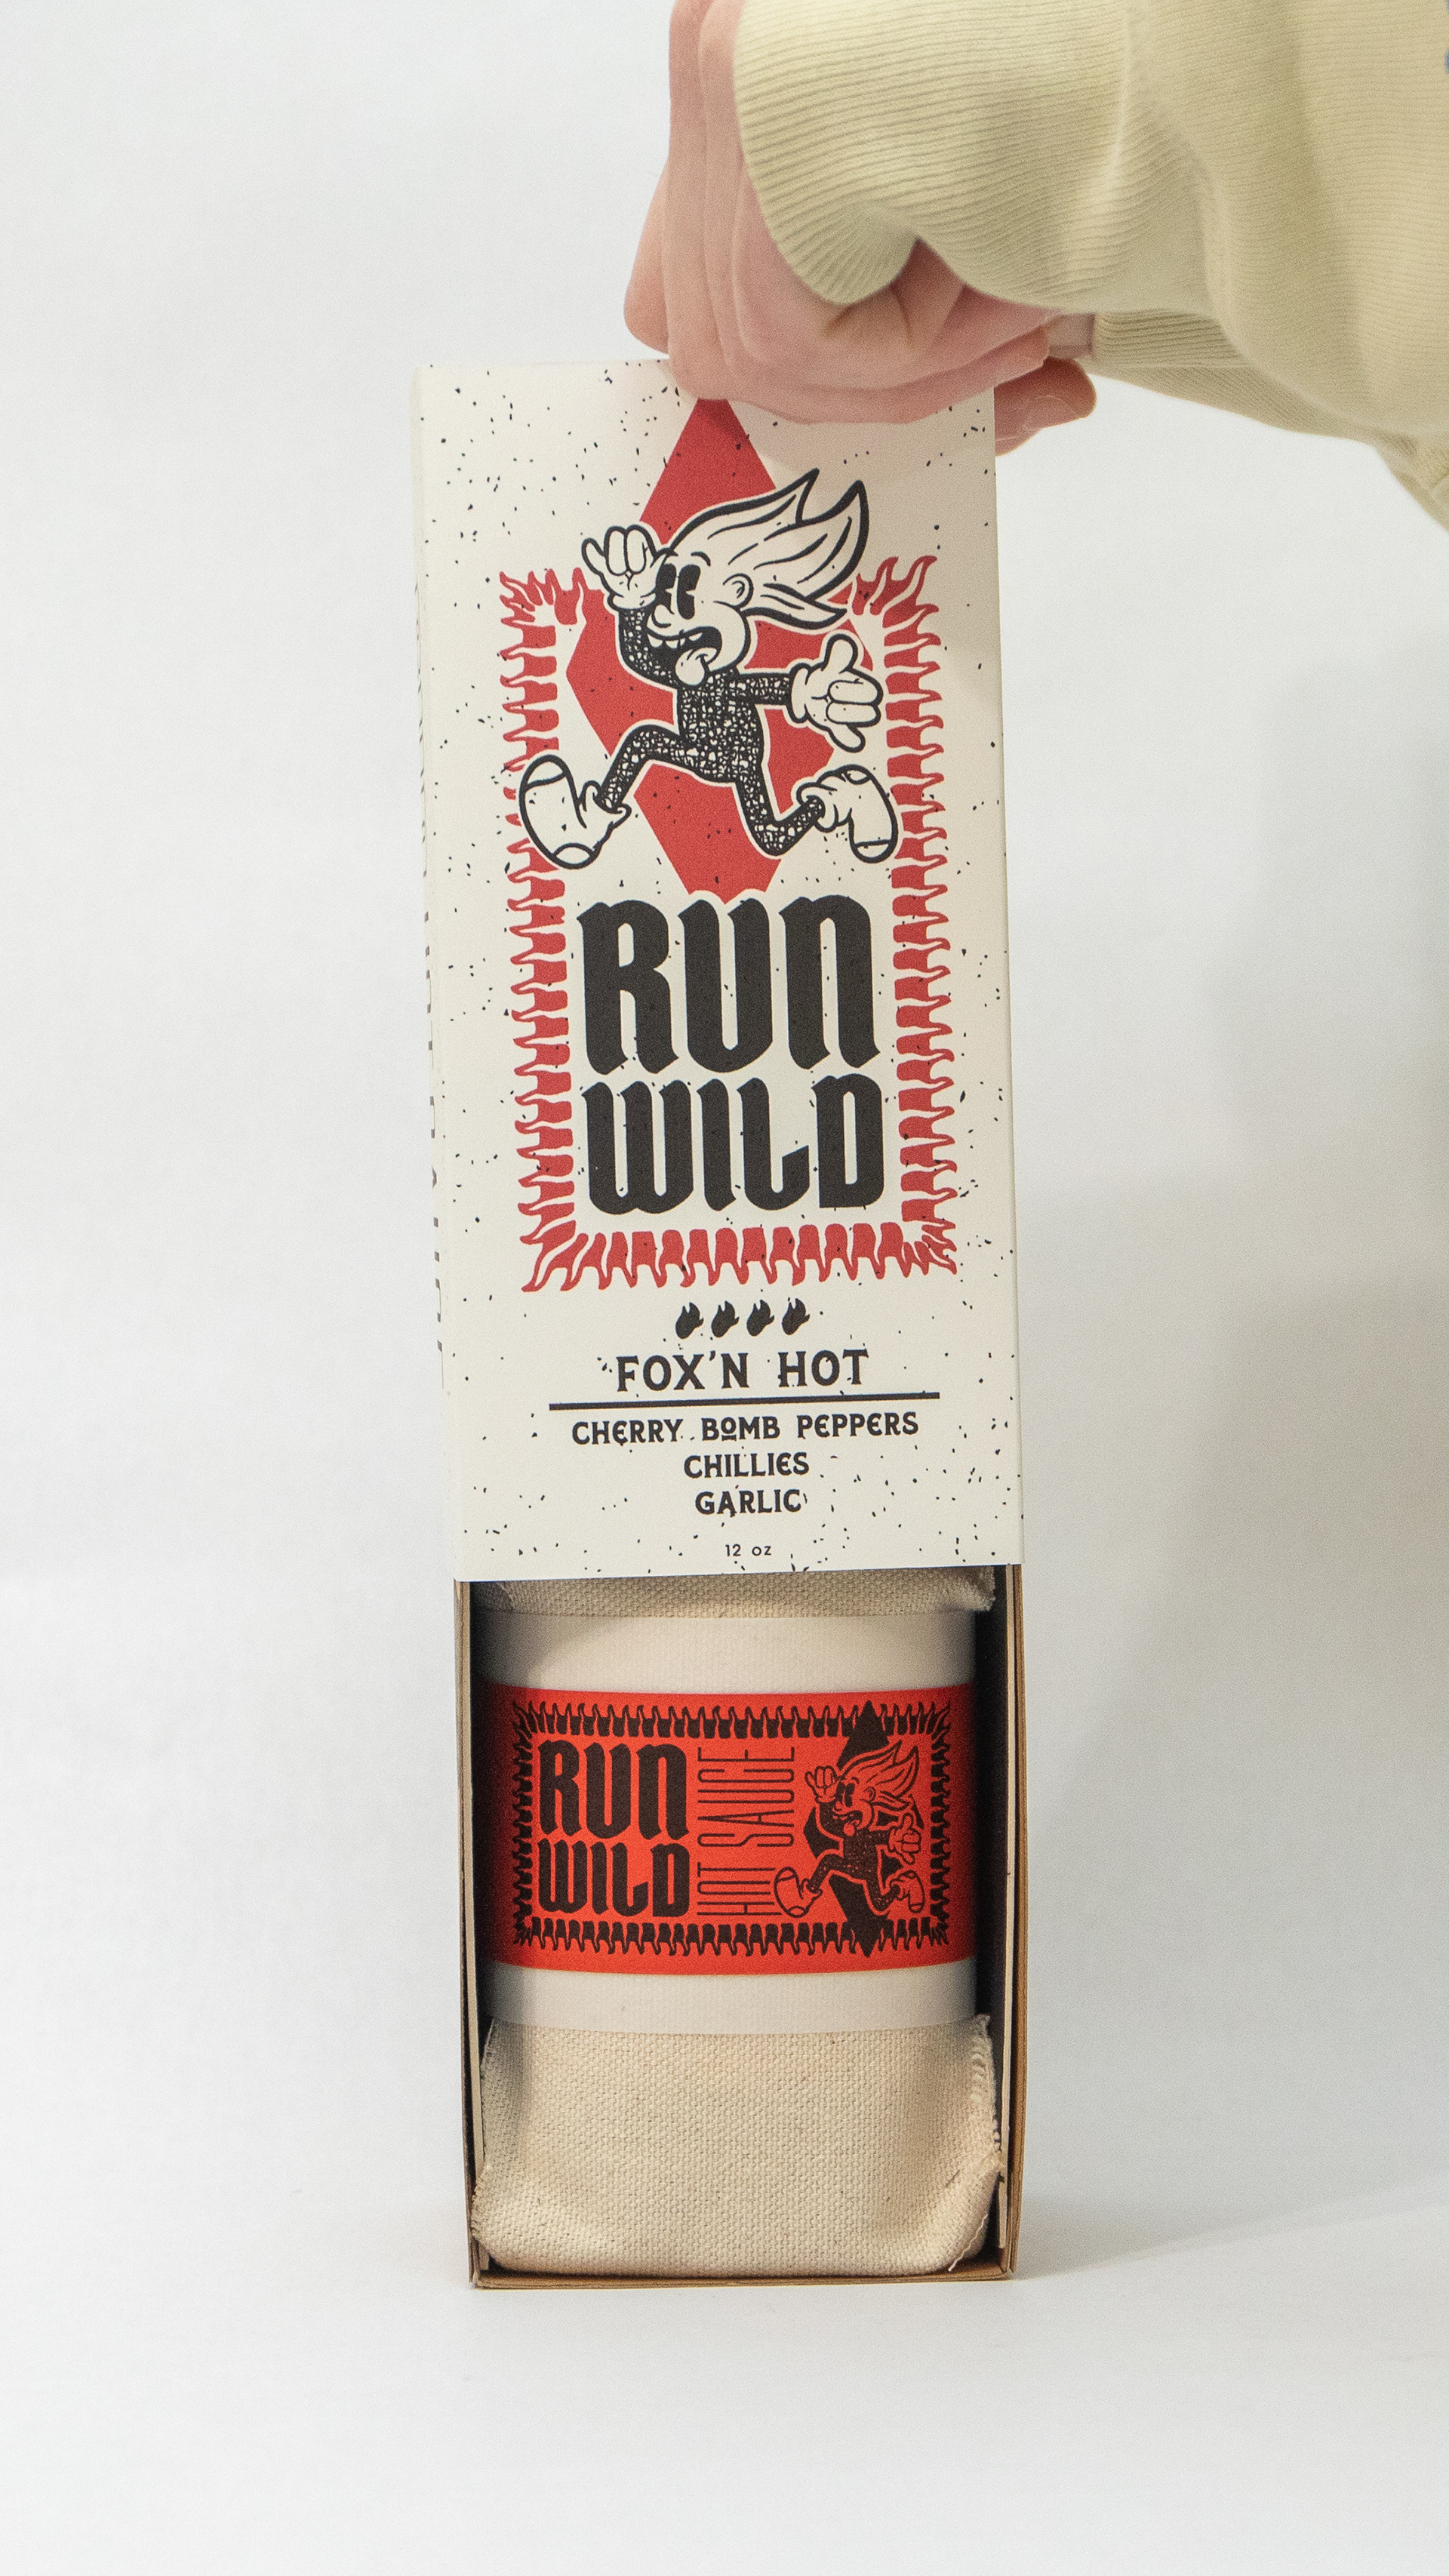 RUN
WILD
FOX'N HOT
CHERRY BOMB PEPPERS
CHILLIES
GARLIC
12 oz
RUN
WILD
HOT SAUCE